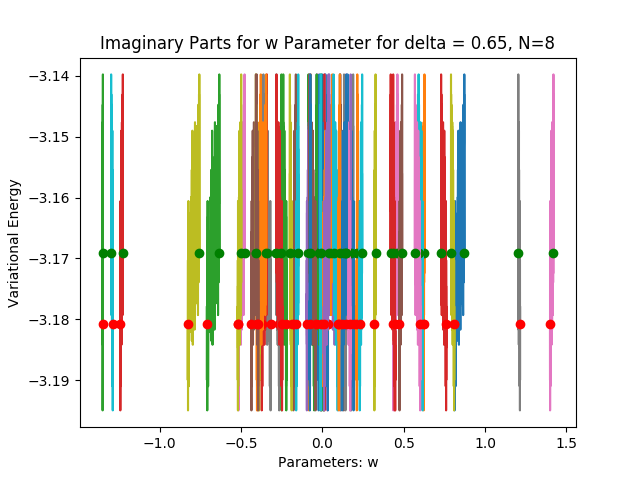 Imaginary Parts for w Parameter for delta = 0.65, N=8
−3.14
−3.15
−3.16
−3.17
−3.18
−3.19
Variational Energy
−1.0 −0.5 0.0 0.5 1.0 1.5
Parameters: w